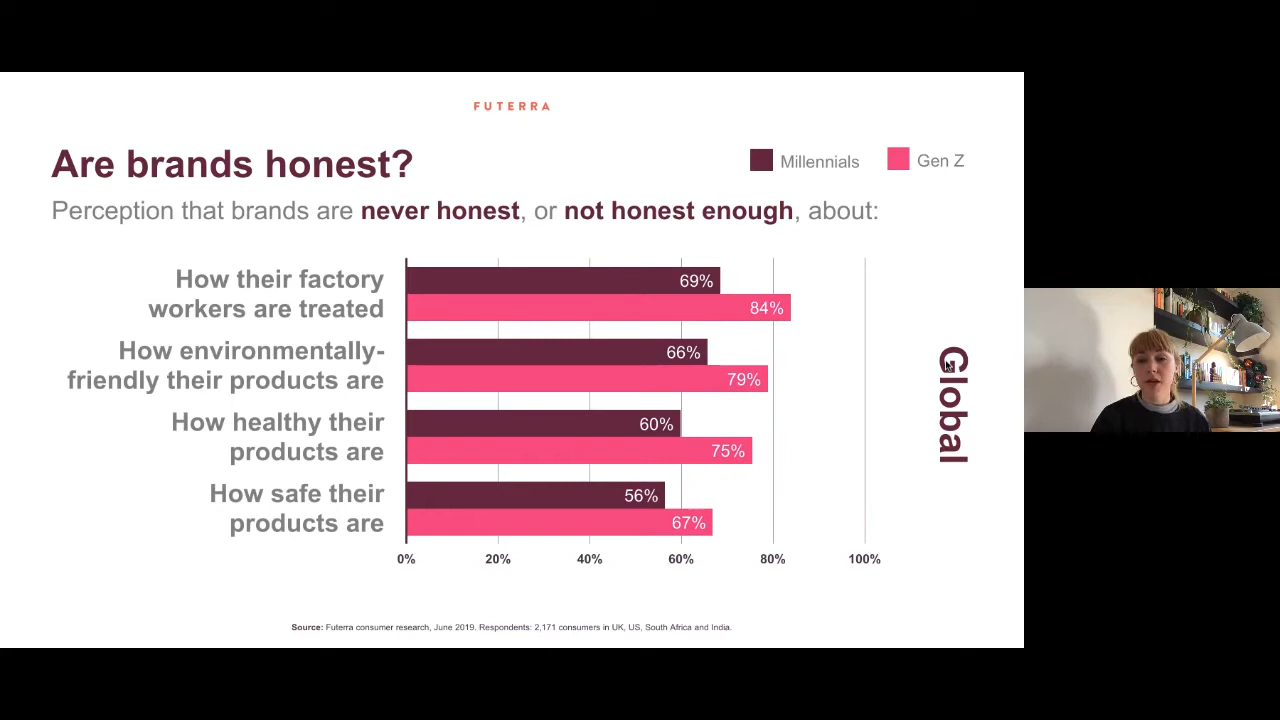 FUTERRA
Are brands honest?
Millennials
Gen Z
Perception that brands are never honest, or not honest enough, about:
How their factory
workers are treated
69%
84%
How environmentally-
friendly their products are
66%
79%
How healthy their
products are
60%
75%
How safe their
products are
56%
67%
0%
20%
40%
60%
80%
100%
Global
Source: Futerra consumer research, June 2019. Respondents: 2,171 consumers in UK, US, South Africa and India.